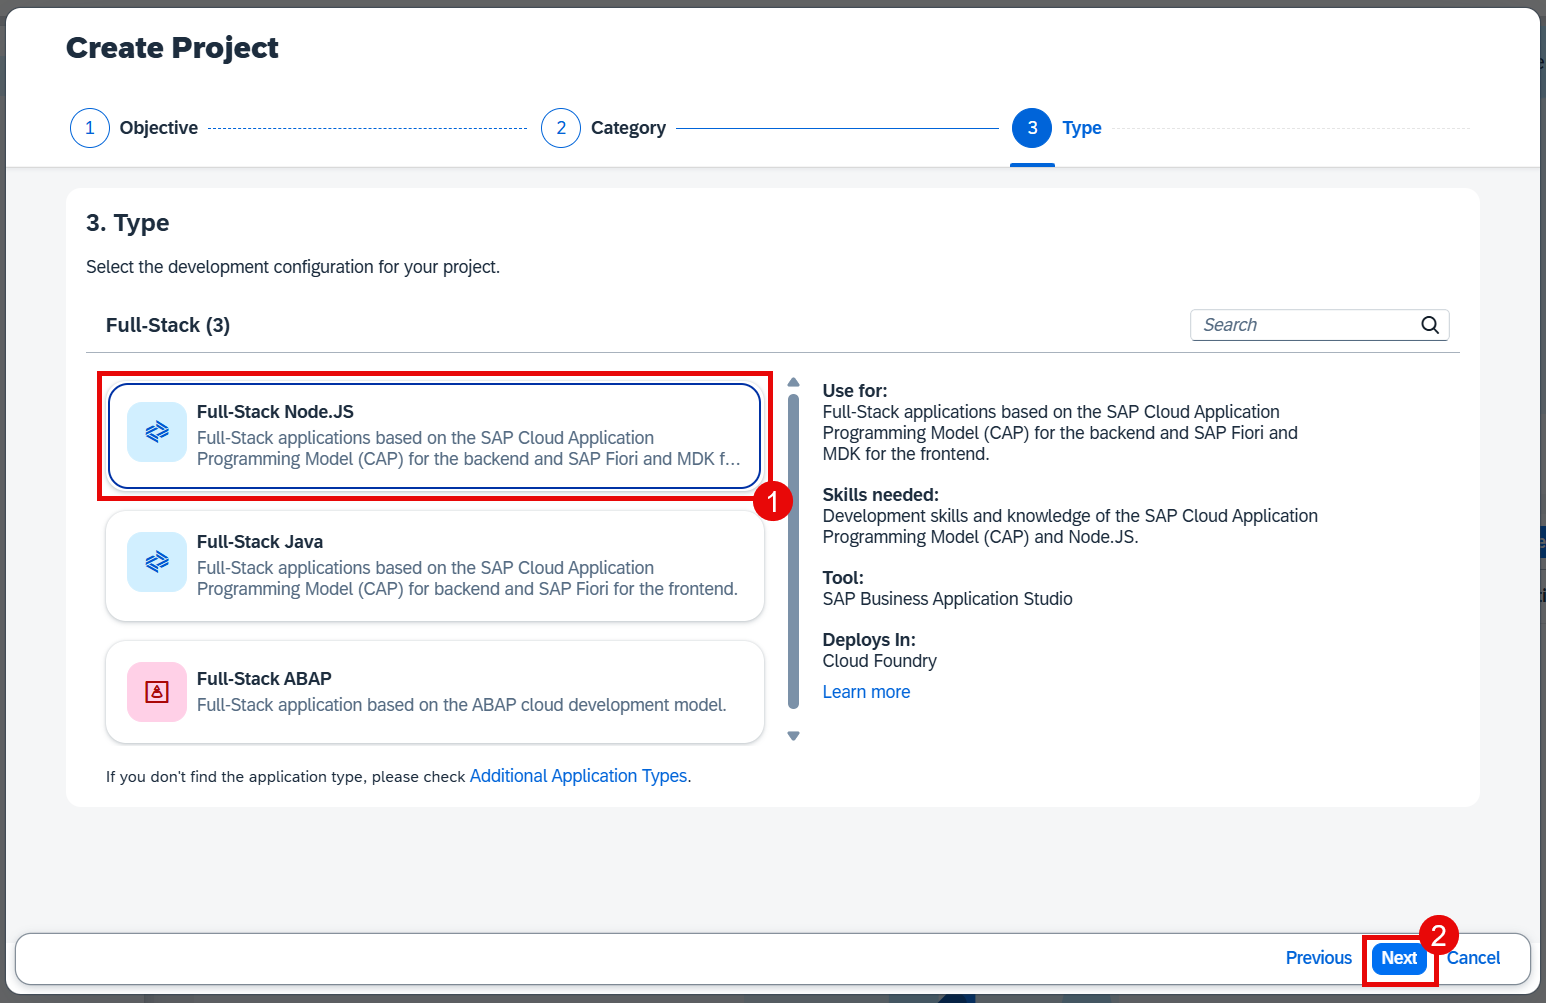 Create Project
1 Objective
2 Category
3 Type
3. Type
Select the development configuration for your project.
Full-Stack (3)
Search
Full-Stack Node.JS
Full-Stack applications based on the SAP Cloud Application
Programming Model (CAP) for the backend and SAP Fiori and MDK f...
1
Full-Stack Java
Full-Stack applications based on the SAP Cloud Application
Programming Model (CAP) for backend and SAP Fiori for the frontend.
Full-Stack ABAP
Full-Stack application based on the ABAP cloud development model.
Use for:
Full-Stack applications based on the SAP Cloud Application
Programming Model (CAP) for the backend and SAP Fiori and
MDK for the frontend.
Skills needed:
Development skills and knowledge of the SAP Cloud Application
Programming Model (CAP) and Node.JS.
Tool:
SAP Business Application Studio
Deploys In:
Cloud Foundry
Learn more
If you don't find the application type, please check Additional Application Types.
2
Previous
Next
Cancel